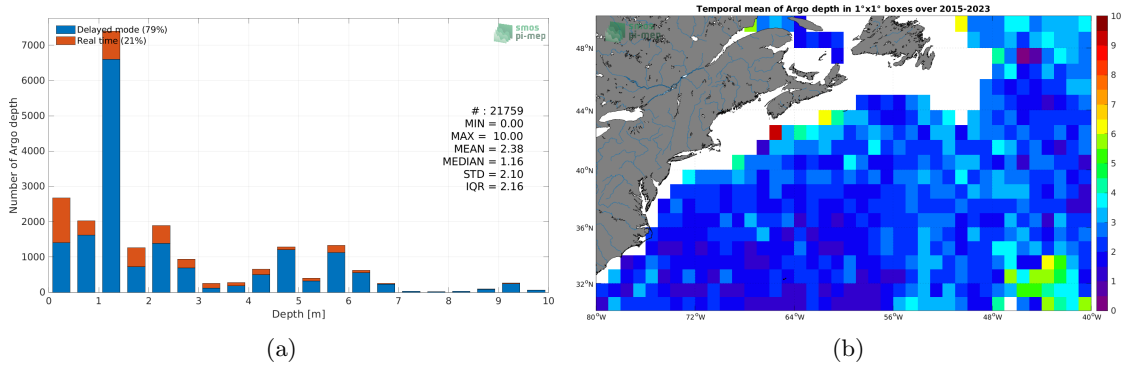 Delayed mode (79%)
Real time (21%)
smos
pi-mep
# : 21759
MIN = 0.00
MAX = 10.00
MEAN = 2.38
MEDIAN = 1.16
STD = 2.10
IQR = 2.16
Number of Argo depth
7000
6000
5000
4000
3000
2000
1000
0
0 1 2 3 4 5 6 7 8 9 10
Depth [m]
(a)
Temporal mean of Argo depth in 1°x1° boxes over 2015-2023
pi-mep
48°N
44°N
40°N
36°N
32°N
80°W 72°W 64°W 56°W 48°W 40°W
10
9
8
7
6
5
4
3
2
1
0
(b)